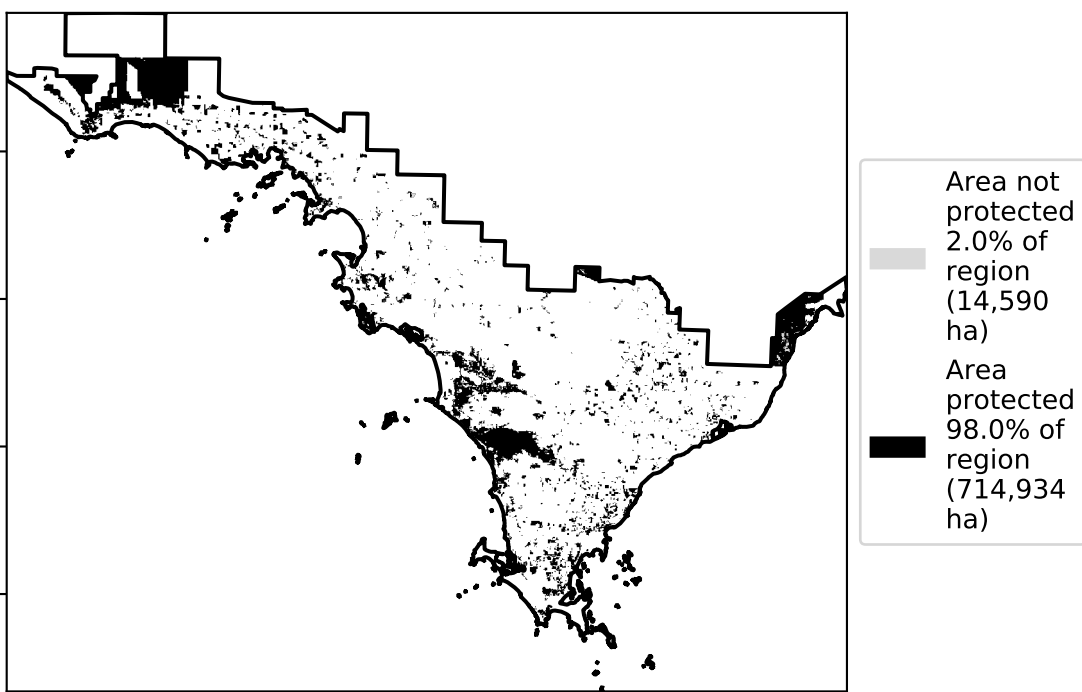 Area not
protected
2.0% of
region
(14,590
ha)
Area
protected
98.0% of
region
(714,934
ha)